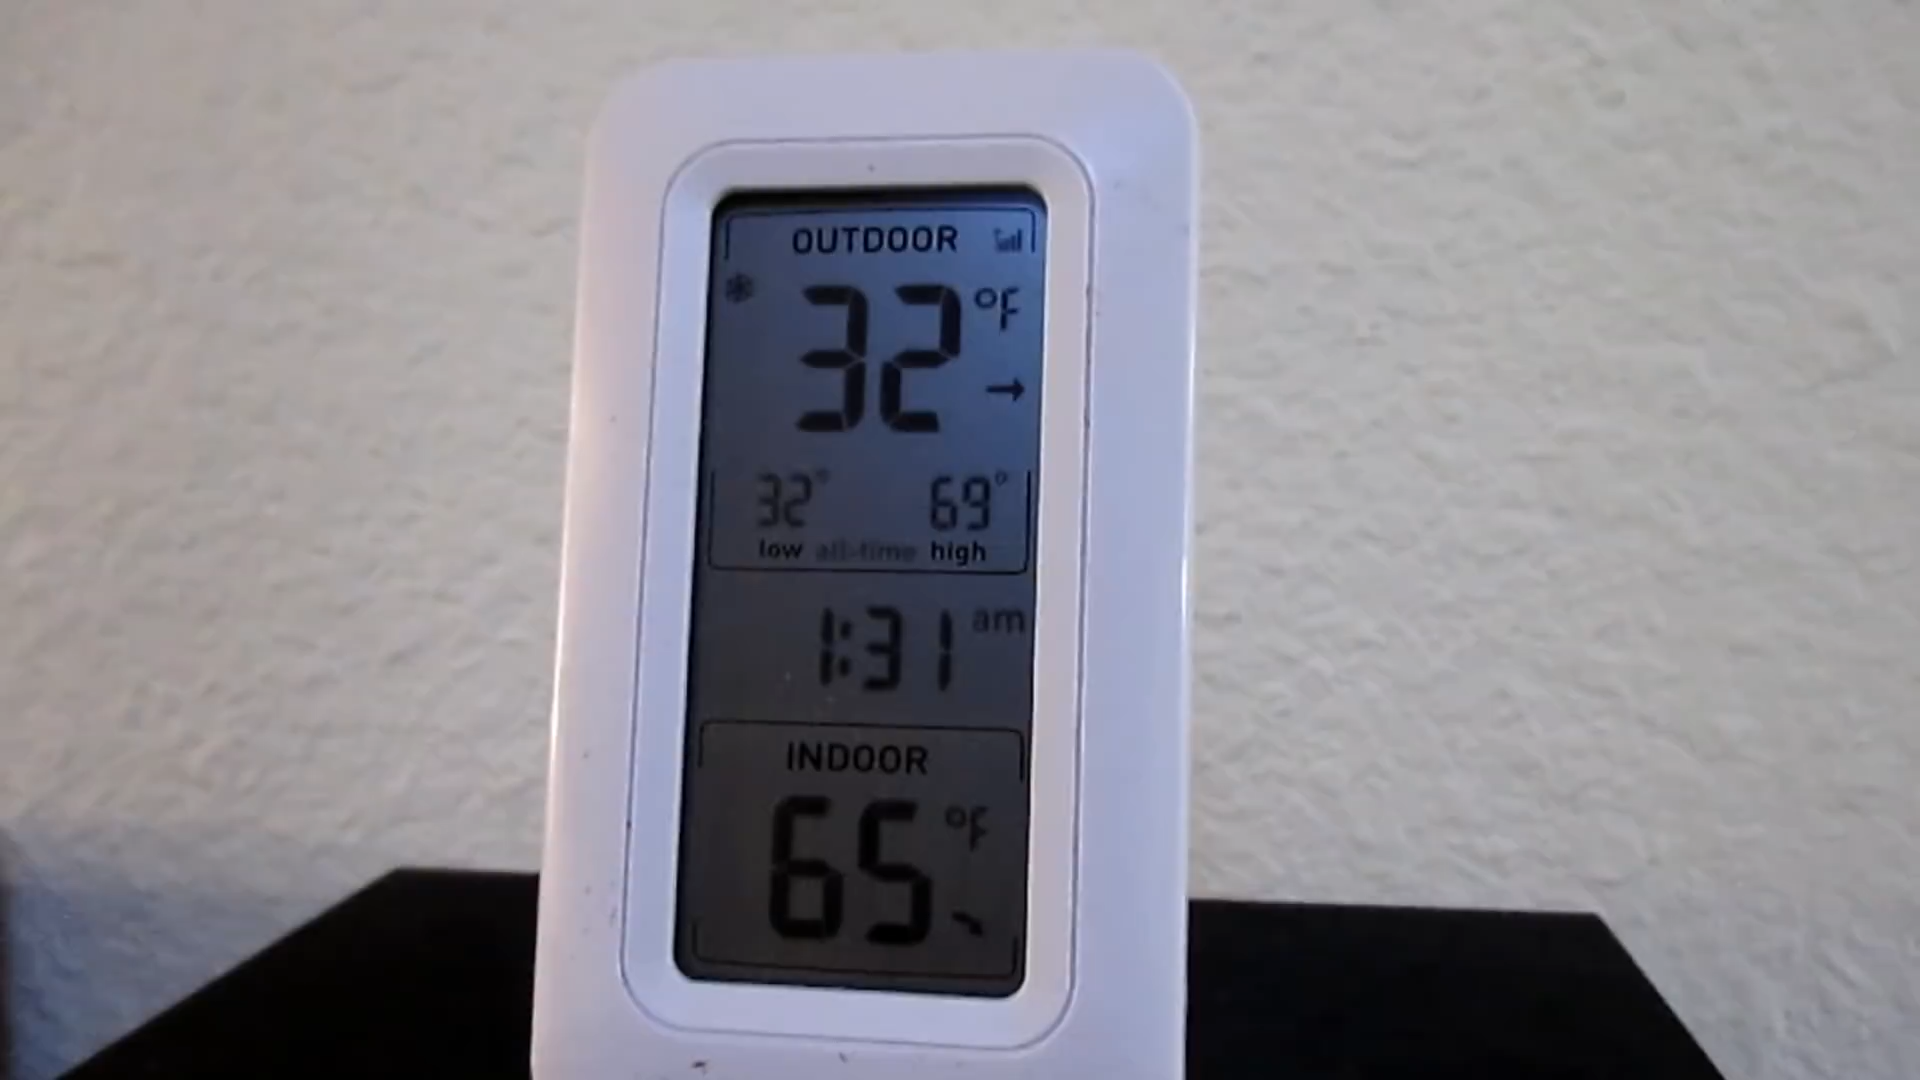 OUTDOOR
32 °F →
32° 69°
low all-time high
1:31 am
INDOOR
65 °F